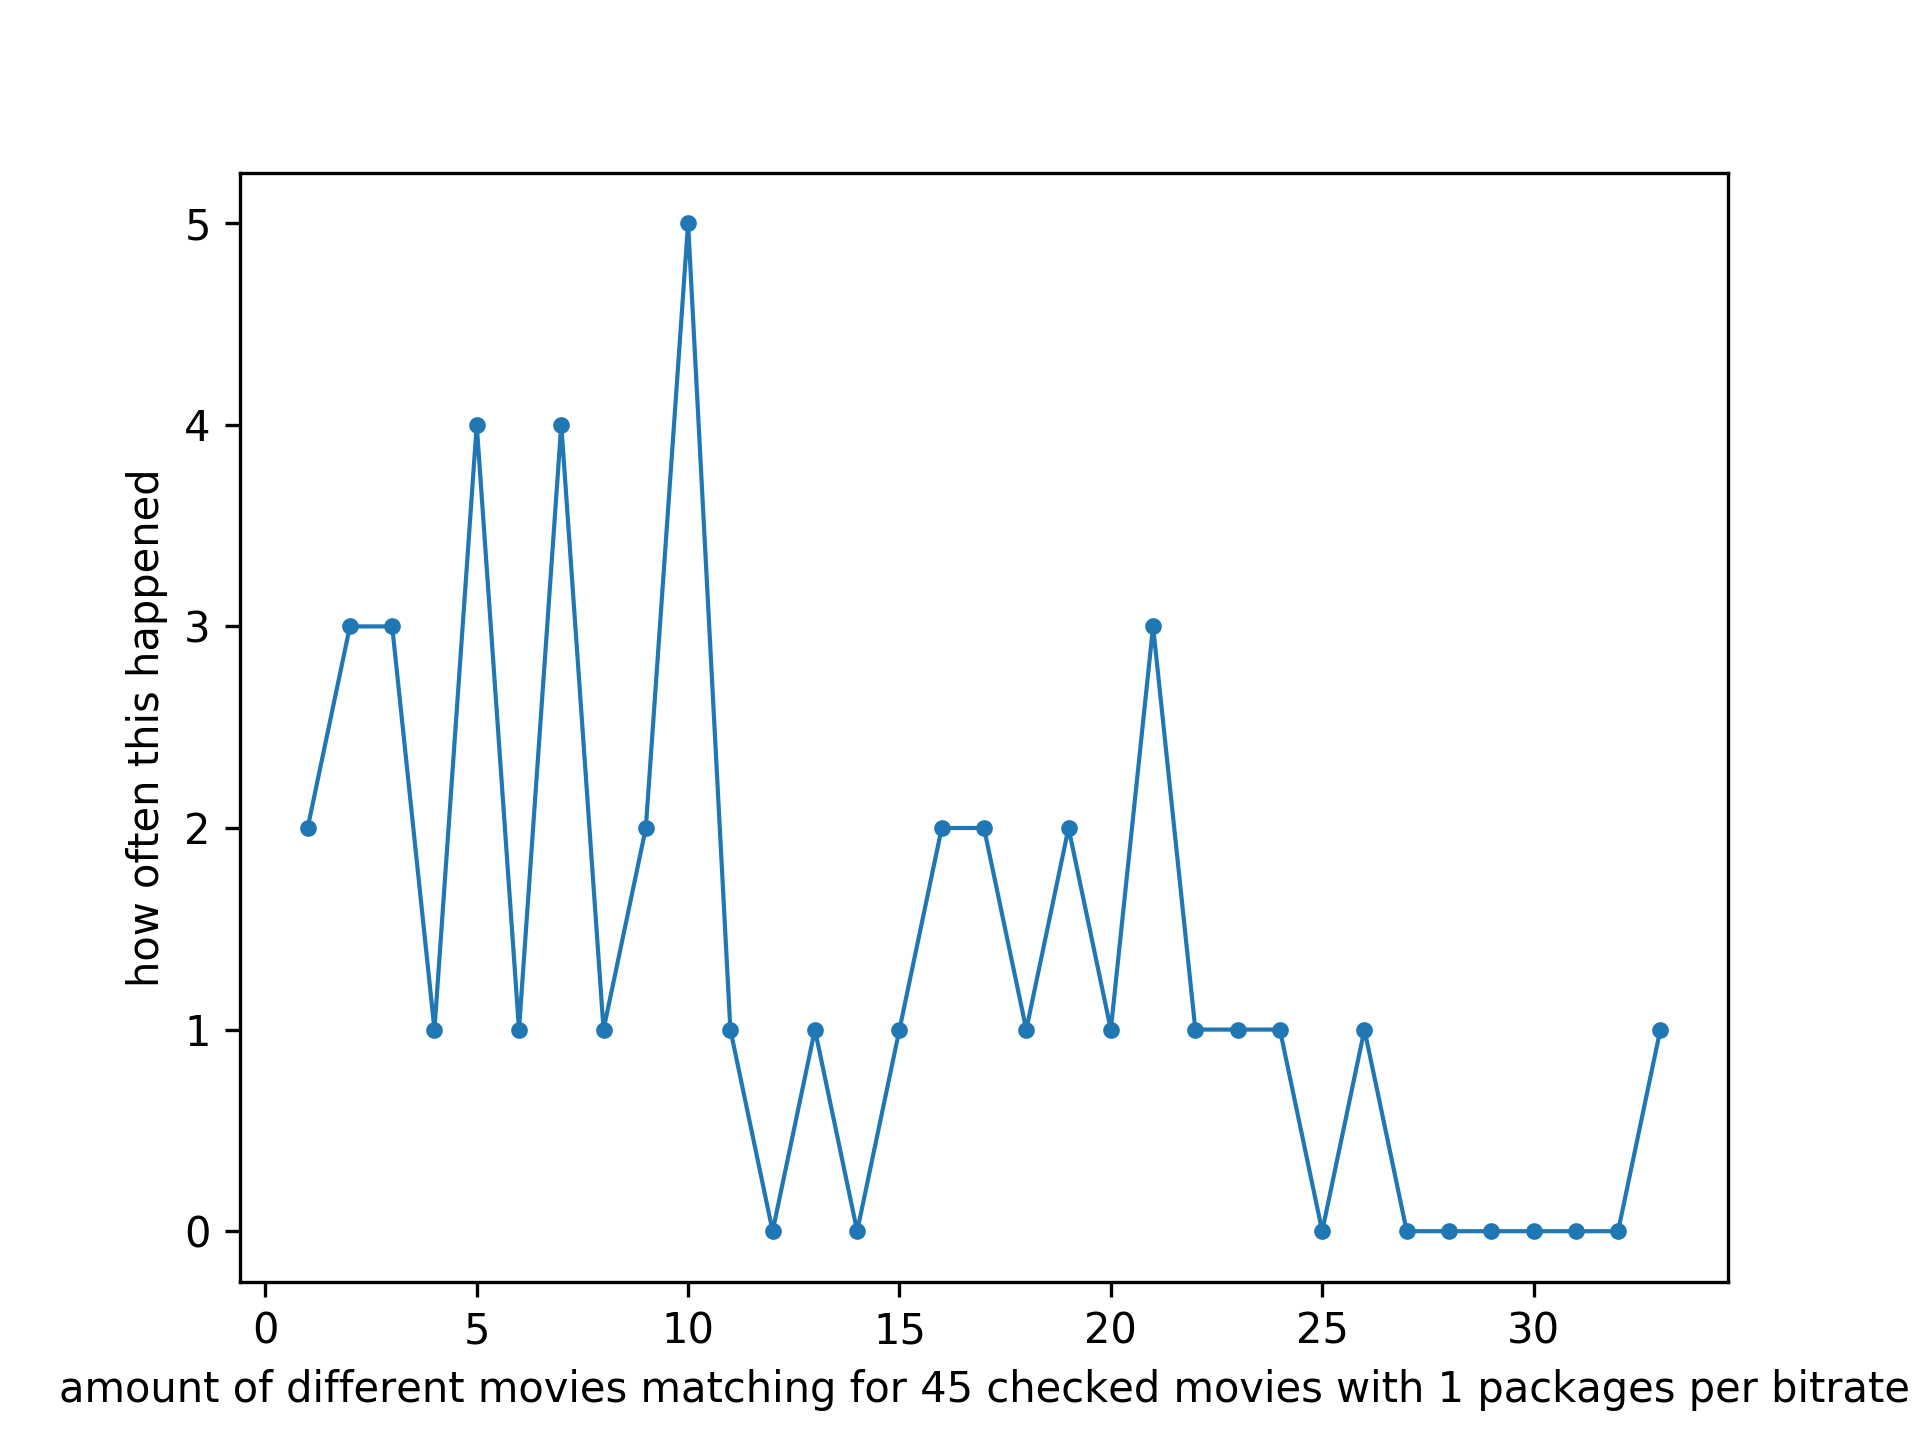 5
4
3
2
1
0
how often this happened
0 5 10 15 20 25 30
amount of different movies matching for 45 checked movies with 1 packages per bitrate